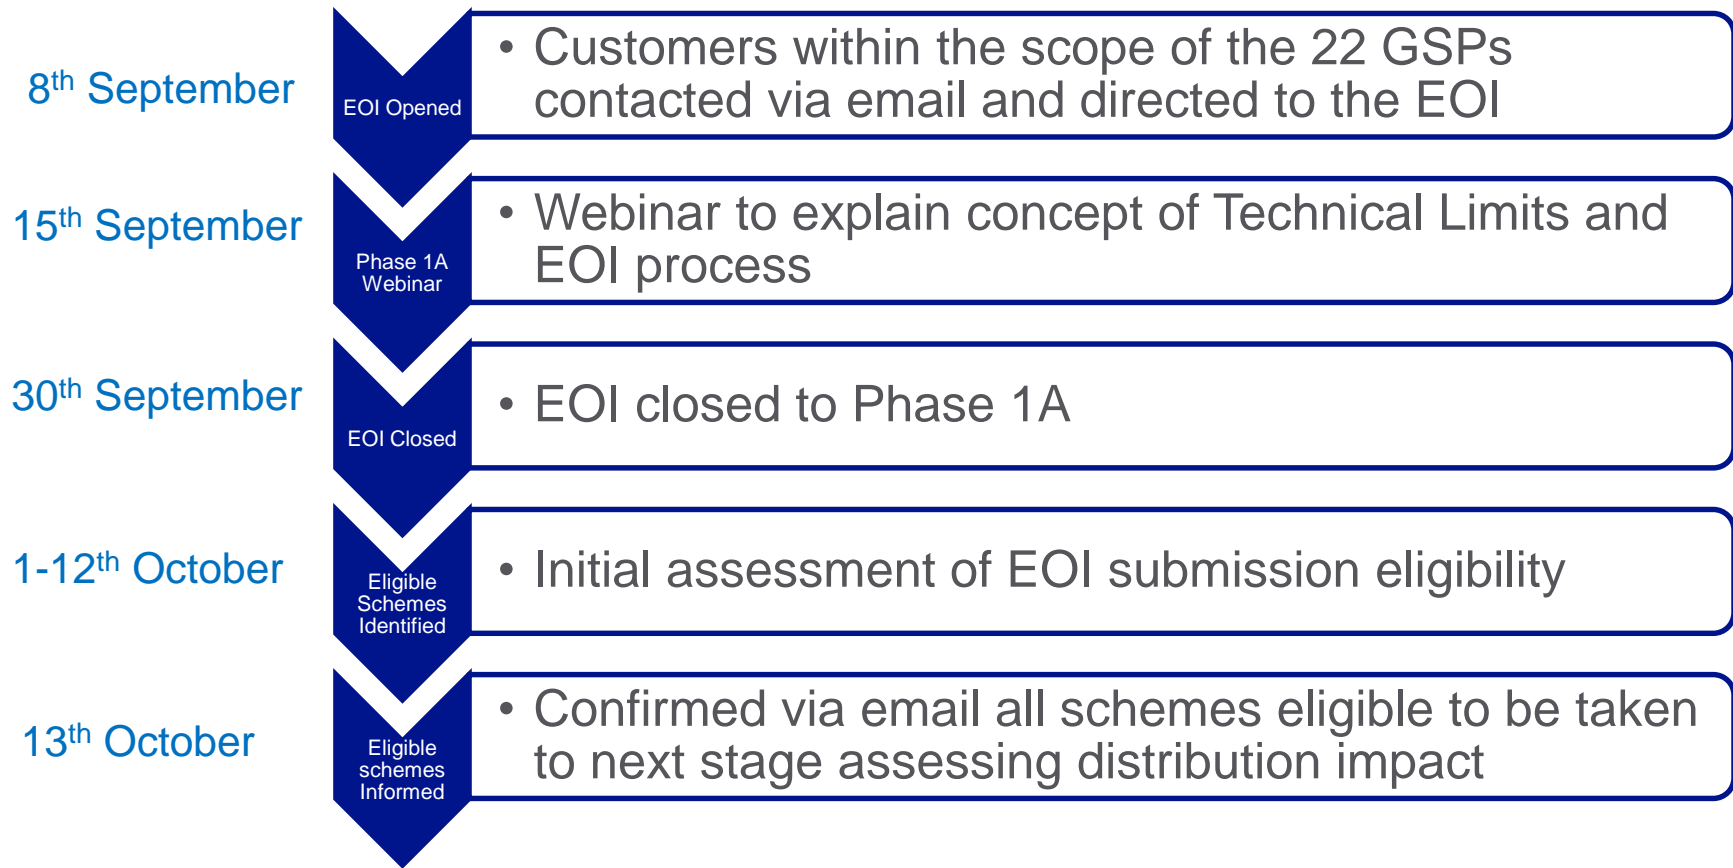 8th September
EOI Opened
• Customers within the scope of the 22 GSPs
contacted via email and directed to the EOI
15th September
Phase 1A
Webinar
• Webinar to explain concept of Technical Limits and
EOI process
30th September
EOI Closed
• EOI closed to Phase 1A
1-12th October
Eligible
Schemes
Identified
• Initial assessment of EOI submission eligibility
13th October
Eligible
schemes
Informed
• Confirmed via email all schemes eligible to be taken
to next stage assessing distribution impact